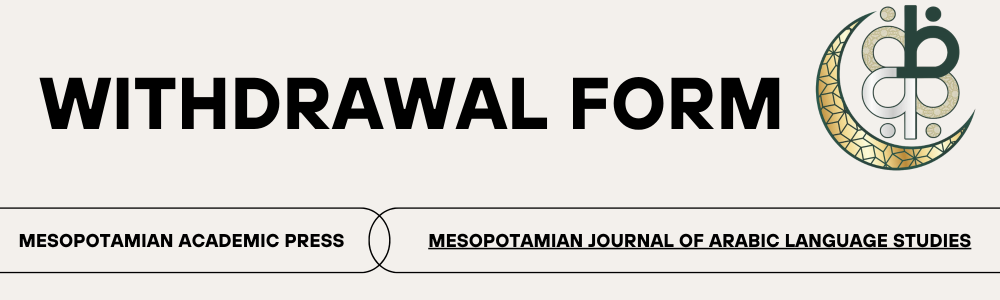 WITHDRAWAL FORM
MESOPOTAMIAN ACADEMIC PRESS
MESOPOTAMIAN JOURNAL OF ARABIC LANGUAGE STUDIES